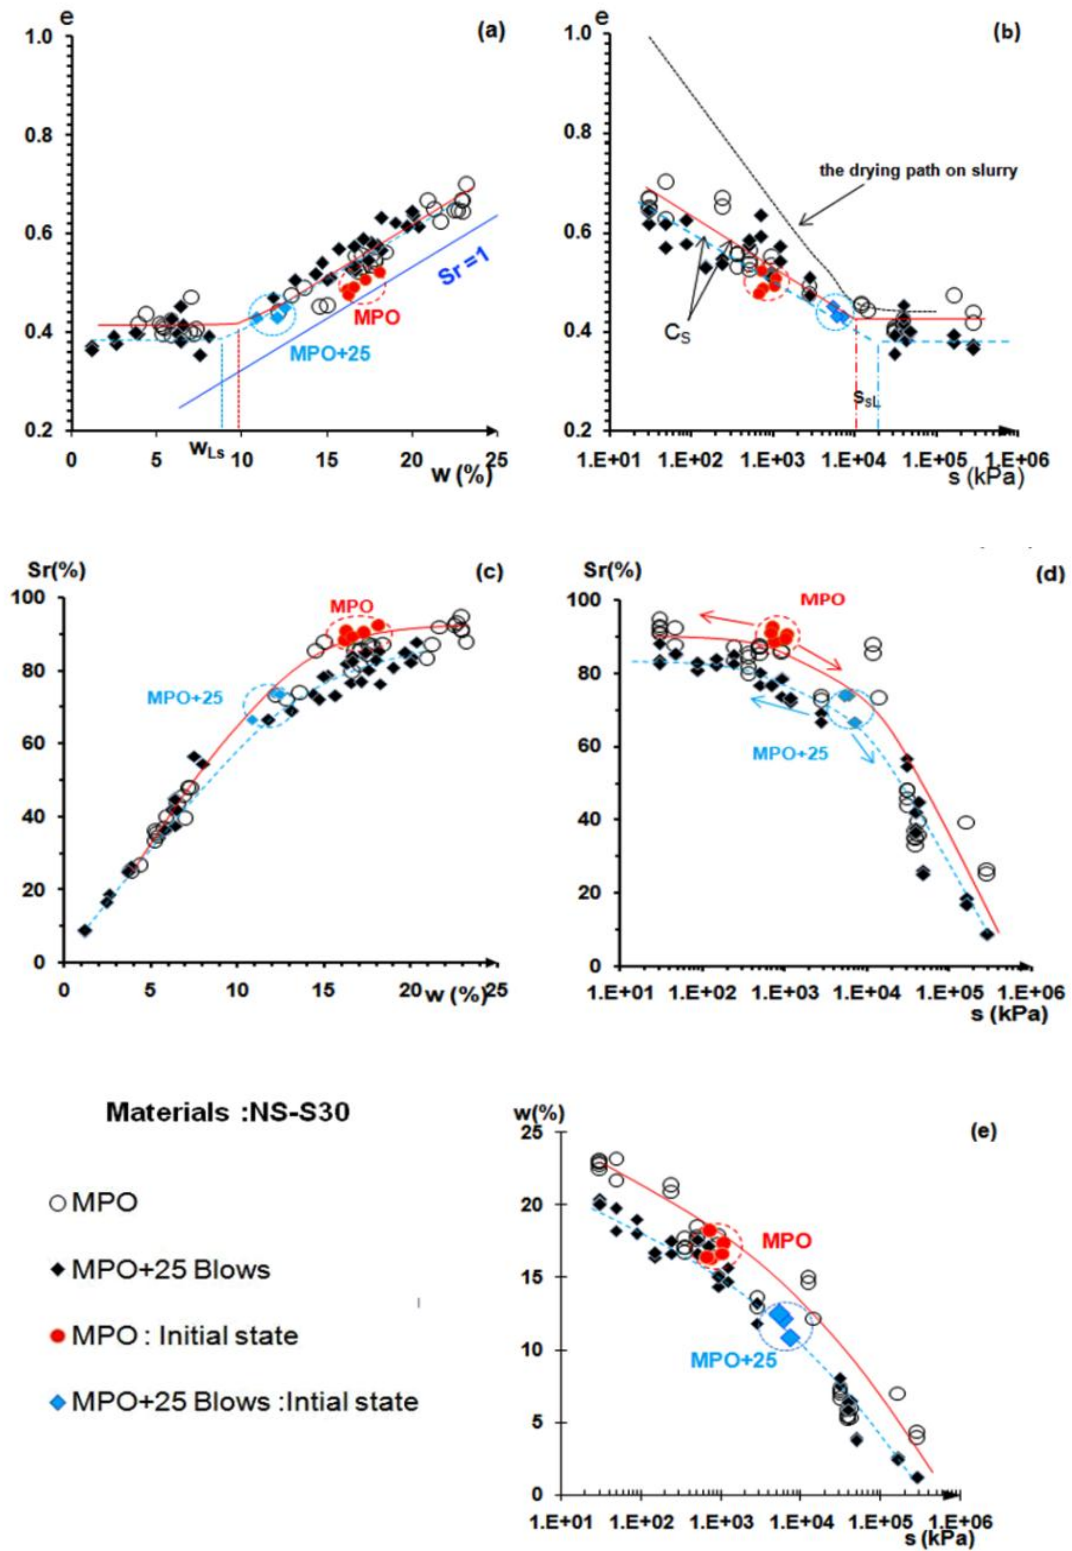 e
(a)
1.0
0.8
0.6
0.4
0.2
Sr =1
MPO
MPO+25
wLs
0 5 10 15 20 25
w (%)
e
(b)
1.0
0.8
0.6
0.4
0.2
the drying path on slurry
CS
SSL
1.E+01 1.E+02 1.E+03 1.E+04 1.E+05 1.E+06
s (kPa)
Sr(%)
(c)
100
80
60
40
20
0
MPO
MPO+25
0 5 10 15 20 w (%) 25
Sr(%)
(d)
100
80
60
40
20
0
MPO
MPO+25
1.E+01 1.E+02 1.E+03 1.E+04 1.E+05 1.E+06
s (kPa)
Materials :NS-S30
MPO
MPO+25 Blows
MPO : Initial state
MPO+25 Blows :Intial state
w(%)
(e)
25
20
15
10
5
0
MPO
MPO+25
1.E+01 1.E+02 1.E+03 1.E+04 1.E+05 1.E+06
s (kPa)